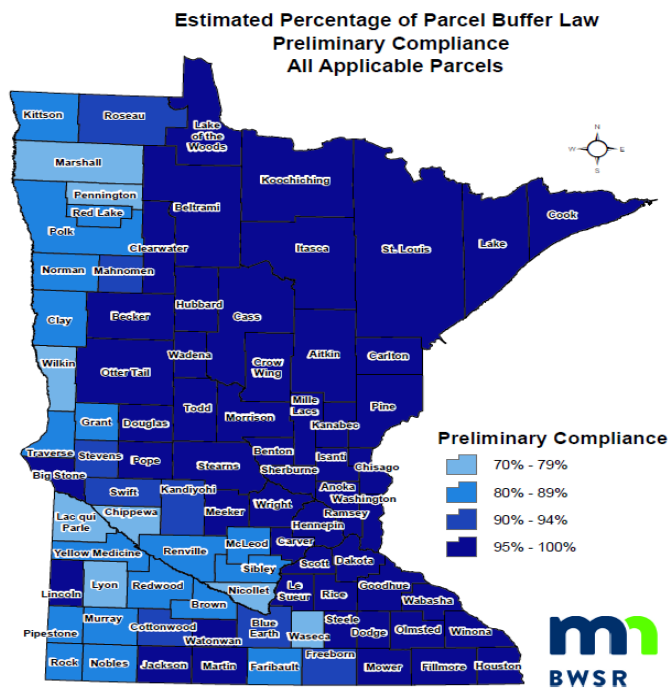 Estimated Percentage of Parcel Buffer Law
Preliminary Compliance
All Applicable Parcels
Kittson
Roseau
Lake
of the
Woods
N
W
E
S
Marshall
Koochiching
Pennington
Red Lake
Beltrami
Cook
Polk
Clearwater
Itasca
St. Louis
Lake
Norman
Mahnomen
Hubbard
Cass
Clay
Becker
Wadena
Aitkin
Carlton
Wilkin
Otter Tail
Crow
Wing
Mille
Lacs
Pine
Todd
Morrison
Kanabec
Grant
Douglas
Preliminary Compliance
Traverse
Stevens
Pope
Stearns
Benton
Isanti
Chisago
70% - 79%
Big Stone
Sherburne
80% - 89%
Swift
Kandiyohi
Anoka
Washington
90% - 94%
Lac qui
Parle
Chippewa
Meeker
Wright
Ramsey
Hennepin
95% - 100%
Yellow Medicine
Renville
McLeod
Carver
Scott
Dakota
Sibley
Lincoln
Lyon
Redwood
Nicollet
Le
Sueur
Rice
Goodhue
Wabasha
Brown
Pipestone
Murray
Cottonwood
Watonwan
Blue
Earth
Waseca
Steele
Dodge
Olmsted
Winona
Rock
Nobles
Jackson
Martin
Faribault
Freeborn
Mower
Fillmore
Houston
mn
BWSR